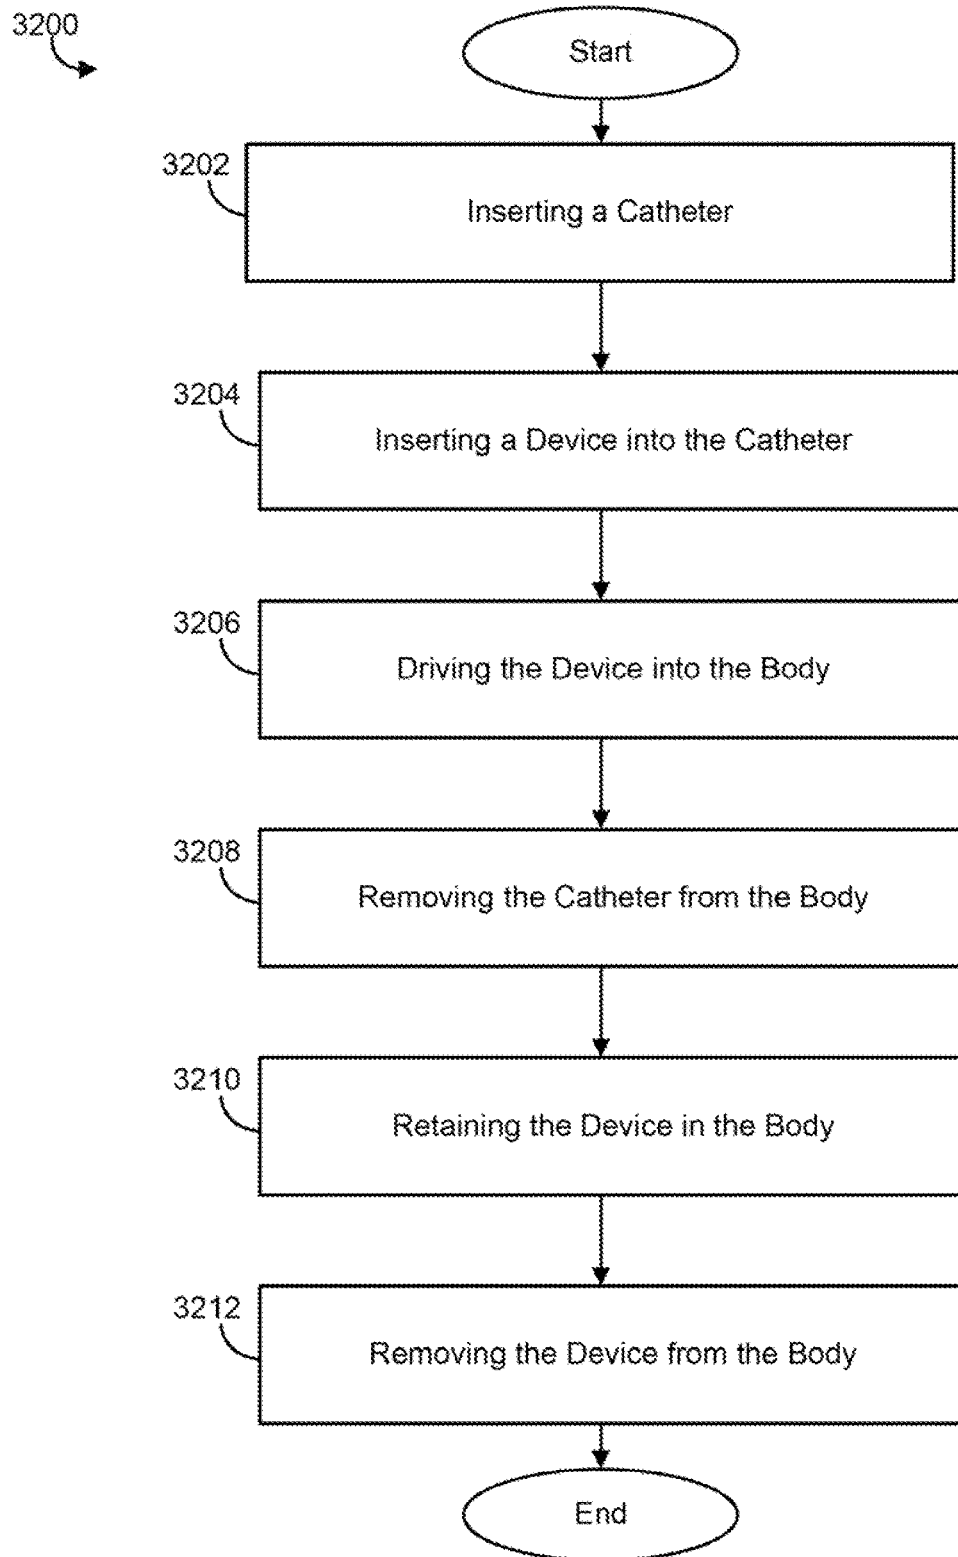 3200
Start
3202
Inserting a Catheter
3204
Inserting a Device into the Catheter
3206
Driving the Device into the Body
3208
Removing the Catheter from the Body
3210
Retaining the Device in the Body
3212
Removing the Device from the Body
End